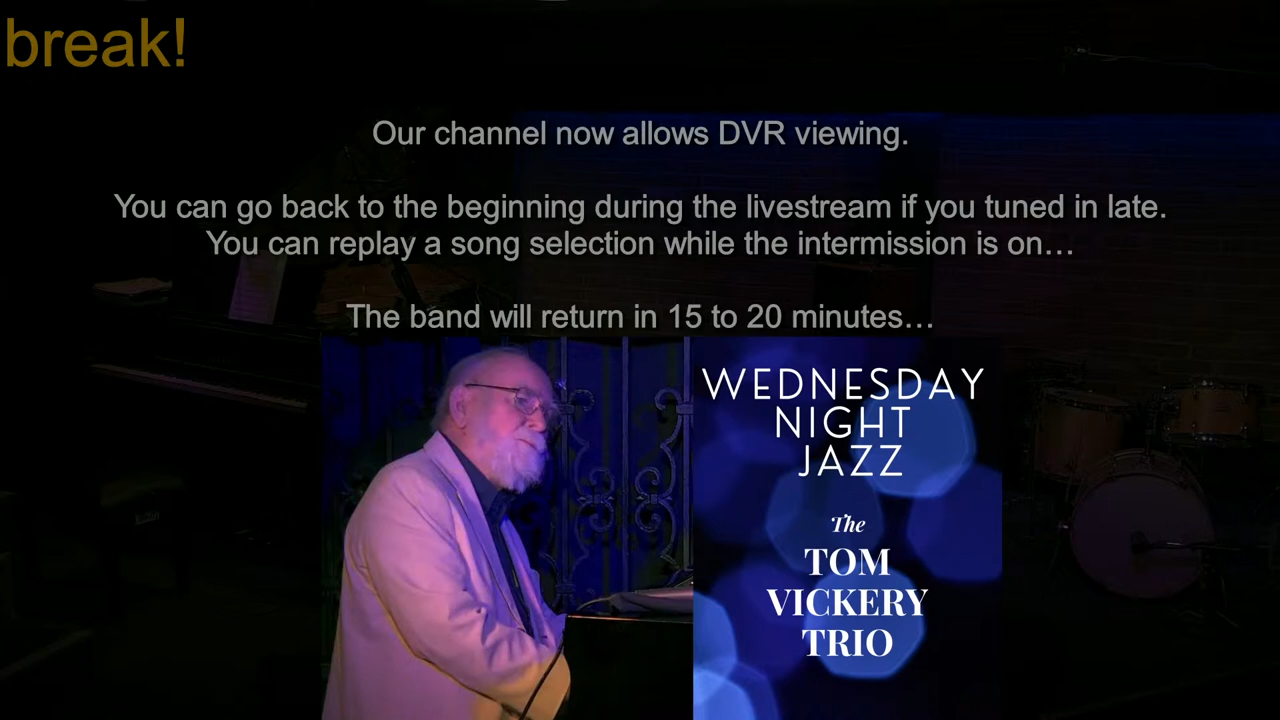 break!
Our channel now allows DVR viewing.
You can go back to the beginning during the livestream if you tuned in late.
You can replay a song selection while the intermission is on…
The band will return in 15 to 20 minutes…
WEDNESDAY
NIGHT
JAZZ
The
TOM
VICKERY
TRIO